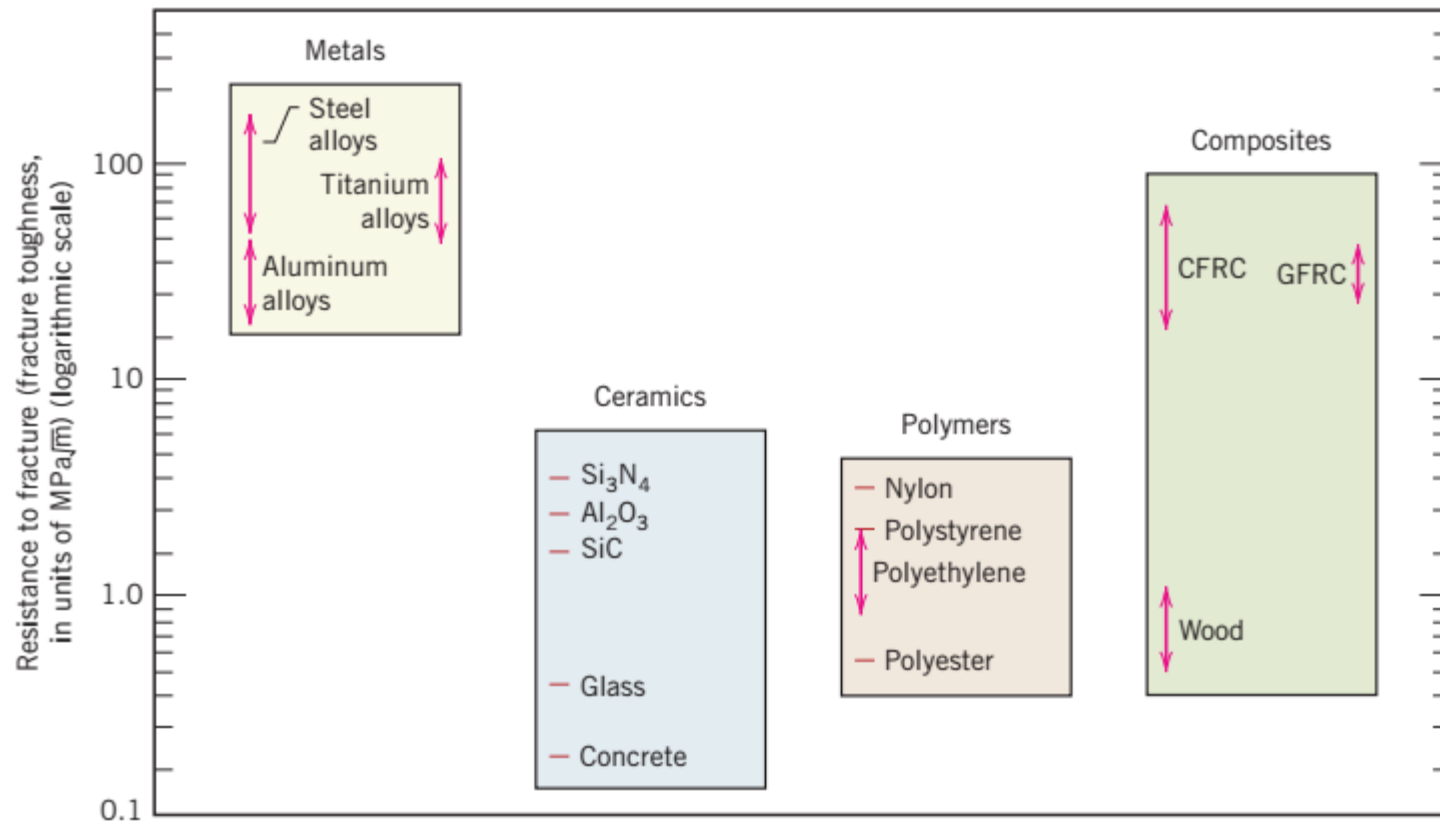 Resistance to fracture (fracture toughness,
in units of MPa√m) (logarithmic scale)
100
10
1.0
0.1
Metals
Steel
alloys
Titanium
alloys
Aluminum
alloys
Ceramics
Si₃N₄
Al₂O₃
SiC
Glass
Concrete
Polymers
Nylon
Polystyrene
Polyethylene
Polyester
Composites
CFRC
GFRC
Wood